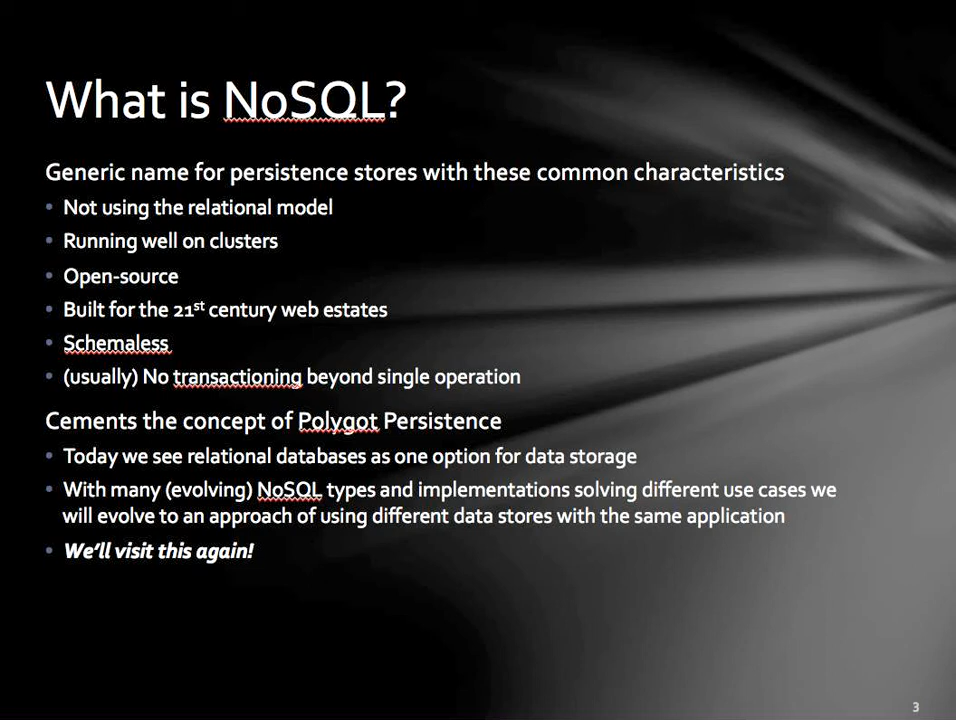 What is NoSQL?
Generic name for persistence stores with these common characteristics
• Not using the relational model
• Running well on clusters
• Open-source
• Built for the 21st century web estates
• Schemaless
• (usually) No transactioning beyond single operation
Cements the concept of Polygot Persistence
• Today we see relational databases as one option for data storage
• With many (evolving) NoSQL types and implementations solving different use cases we
will evolve to an approach of using different data stores with the same application
• We'll visit this again!
3